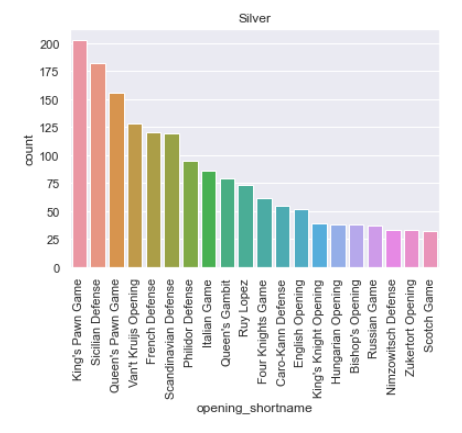 Silver
200
175
150
125
100
75
50
25
0
count
King's Pawn Game
Sicilian Defense
Queen's Pawn Game
Van't Kruijs Opening
French Defense
Scandinavian Defense
Philidor Defense
Italian Game
Queen's Gambit
Ruy Lopez
Four Knights Game
Caro-Kann Defense
English Opening
King's Knight Opening
Hungarian Opening
Bishop's Opening
Russian Game
Nimzowitsch Defense
Zukertort Opening
Scotch Game
opening_shortname